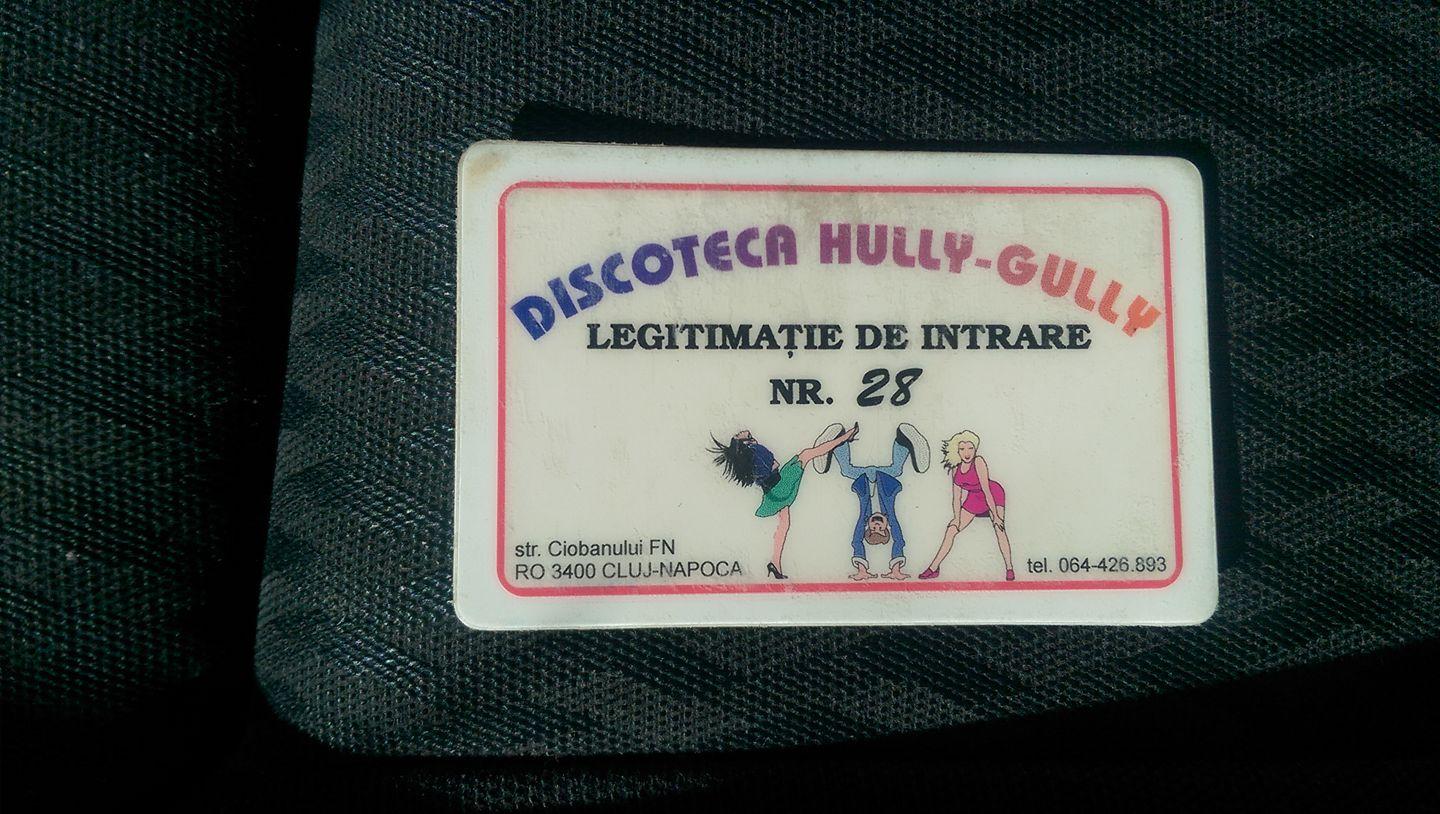 DISCOTECA HULLY-GULLY
LEGITIMAȚIE DE INTRARE
NR. 28
str. Ciobanului FN
RO 3400 CLUJ-NAPOCA
tel. 064-426.893